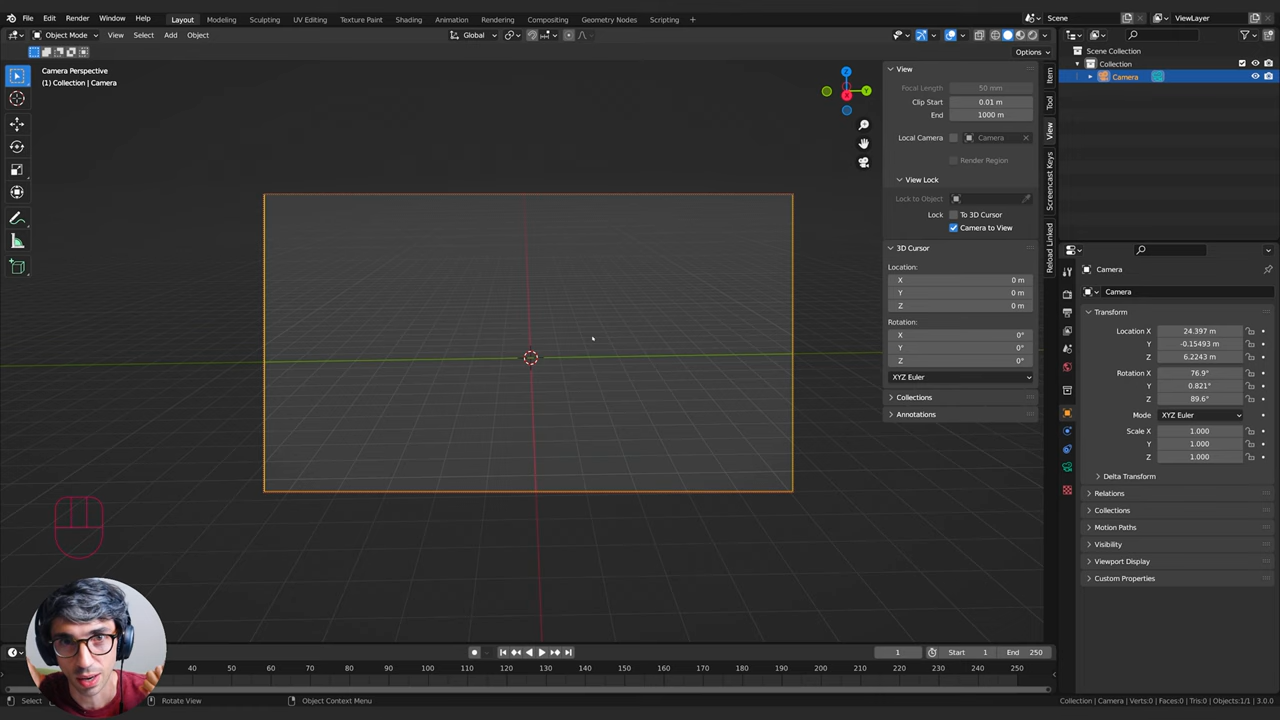 File Edit Render Window Help Layout Modeling Sculpting UV Editing Texture Paint Shading Animation Rendering Compositing Geometry Nodes Scripting + Scene ViewLayer
Object Mode View Select Add Object Global
Options
Camera Perspective
(1) Collection | Camera
Z
Y
X
View
Focal Length 50 mm
Clip Start 0.01 m
End 1000 m
Local Camera Camera
Render Region
View Lock
Lock to Object
Lock To 3D Cursor
Camera to View
3D Cursor
Location:
X 0 m
Y 0 m
Z 0 m
Rotation:
X 0°
Y 0°
Z 0°
XYZ Euler
Collections
Annotations
Item
Tool
View
Screencast Keys
Reload Linked
Scene Collection
Collection
Camera
Camera
Camera
Transform
Location X 24.397 m
Y -0.15493 m
Z 6.2243 m
Rotation X 76.9°
Y 0.821°
Z 89.6°
Mode XYZ Euler
Scale X 1.000
Y 1.000
Z 1.000
Delta Transform
Relations
Collections
Motion Paths
Visibility
Viewport Display
Custom Properties
1 Start 1 End 250
40 50 60 70 80 90 100 110 120 130 140 150 160 170 180 190 200 210 220 230 240 250
Select Rotate View Object Context Menu Collection | Camera | Verts:0 | Faces:0 | Tris:0 | Objects:1/1 | 3.0.0